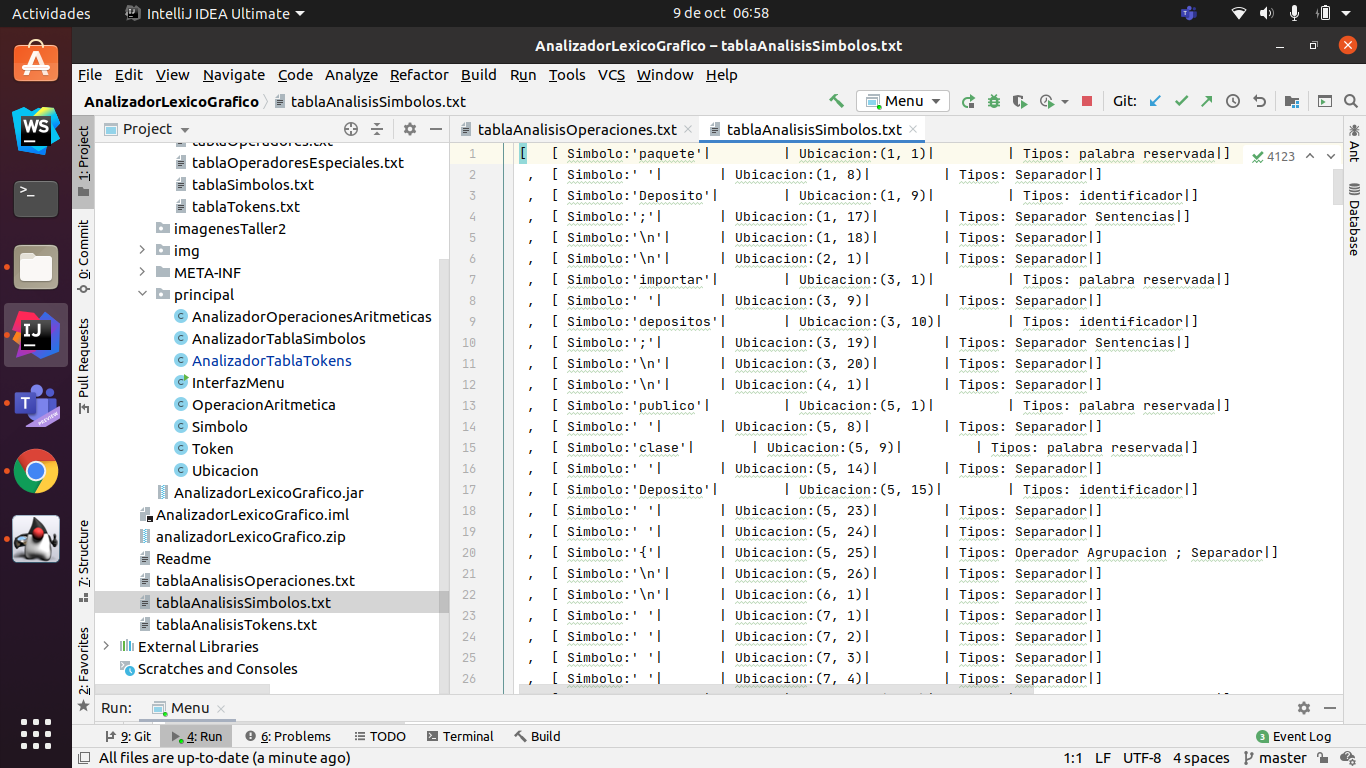 Actividades IntelliJ IDEA Ultimate 9 de oct 06:58
AnalizadorLexicoGrafico – tablaAnalisisSimbolos.txt
File Edit View Navigate Code Analyze Refactor Build Run Tools VCS Window Help
AnalizadorLexicoGrafico tablaAnalisisSimbolos.txt Menu Git:
Project tablaAnalisisOperaciones.txt tablaAnalisisSimbolos.txt
1: Project
0: Commit
Pull Requests
7: Structure
2: Favorites
tablaOperadores.txt
tablaOperadoresEspeciales.txt
tablaSimbolos.txt
tablaTokens.txt
imagenesTaller2
img
META-INF
principal
AnalizadorOperacionesAritmeticas
AnalizadorTablaSimbolos
AnalizadorTablaTokens
InterfazMenu
OperacionAritmetica
Simbolo
Token
Ubicacion
AnalizadorLexicoGrafico.jar
AnalizadorLexicoGrafico.iml
analizadorLexicoGrafico.zip
Readme
tablaAnalisisOperaciones.txt
tablaAnalisisSimbolos.txt
tablaAnalisisTokens.txt
External Libraries
Scratches and Consoles
1 [ [ Simbolo:'paquete'| | Ubicacion:(1, 1)| | Tipos: palabra reservada|] 4123
2 , [ Simbolo:' '| | Ubicacion:(1, 8)| | Tipos: Separador|]
3 , [ Simbolo:'Deposito'| | Ubicacion:(1, 9)| | Tipos: identificador|]
4 , [ Simbolo:';'| | Ubicacion:(1, 17)| | Tipos: Separador Sentencias|]
5 , [ Simbolo:'\n'| | Ubicacion:(1, 18)| | Tipos: Separador|]
6 , [ Simbolo:'\n'| | Ubicacion:(2, 1)| | Tipos: Separador|]
7 , [ Simbolo:'importar'| | Ubicacion:(3, 1)| | Tipos: palabra reservada|]
8 , [ Simbolo:' '| | Ubicacion:(3, 9)| | Tipos: Separador|]
9 , [ Simbolo:'depositos'| | Ubicacion:(3, 10)| | Tipos: identificador|]
10 , [ Simbolo:';'| | Ubicacion:(3, 19)| | Tipos: Separador Sentencias|]
11 , [ Simbolo:'\n'| | Ubicacion:(3, 20)| | Tipos: Separador|]
12 , [ Simbolo:'\n'| | Ubicacion:(4, 1)| | Tipos: Separador|]
13 , [ Simbolo:'publico'| | Ubicacion:(5, 1)| | Tipos: palabra reservada|]
14 , [ Simbolo:' '| | Ubicacion:(5, 8)| | Tipos: Separador|]
15 , [ Simbolo:'clase'| | Ubicacion:(5, 9)| | Tipos: palabra reservada|]
16 , [ Simbolo:' '| | Ubicacion:(5, 14)| | Tipos: Separador|]
17 , [ Simbolo:'Deposito'| | Ubicacion:(5, 15)| | Tipos: identificador|]
18 , [ Simbolo:' '| | Ubicacion:(5, 23)| | Tipos: Separador|]
19 , [ Simbolo:' '| | Ubicacion:(5, 24)| | Tipos: Separador|]
20 , [ Simbolo:'{'| | Ubicacion:(5, 25)| | Tipos: Operador Agrupacion ; Separador|]
21 , [ Simbolo:'\n'| | Ubicacion:(5, 26)| | Tipos: Separador|]
22 , [ Simbolo:'\n'| | Ubicacion:(6, 1)| | Tipos: Separador|]
23 , [ Simbolo:' '| | Ubicacion:(7, 1)| | Tipos: Separador|]
24 , [ Simbolo:' '| | Ubicacion:(7, 2)| | Tipos: Separador|]
25 , [ Simbolo:' '| | Ubicacion:(7, 3)| | Tipos: Separador|]
26 , [ Simbolo:' '| | Ubicacion:(7, 4)| | Tipos: Separador|]
Ant
Database
WS
IJ
PREVIEW
Run: Menu
9: Git 4: Run 6: Problems TODO Terminal Build 3 Event Log
All files are up-to-date (a minute ago) 1:1 LF UTF-8 4 spaces master